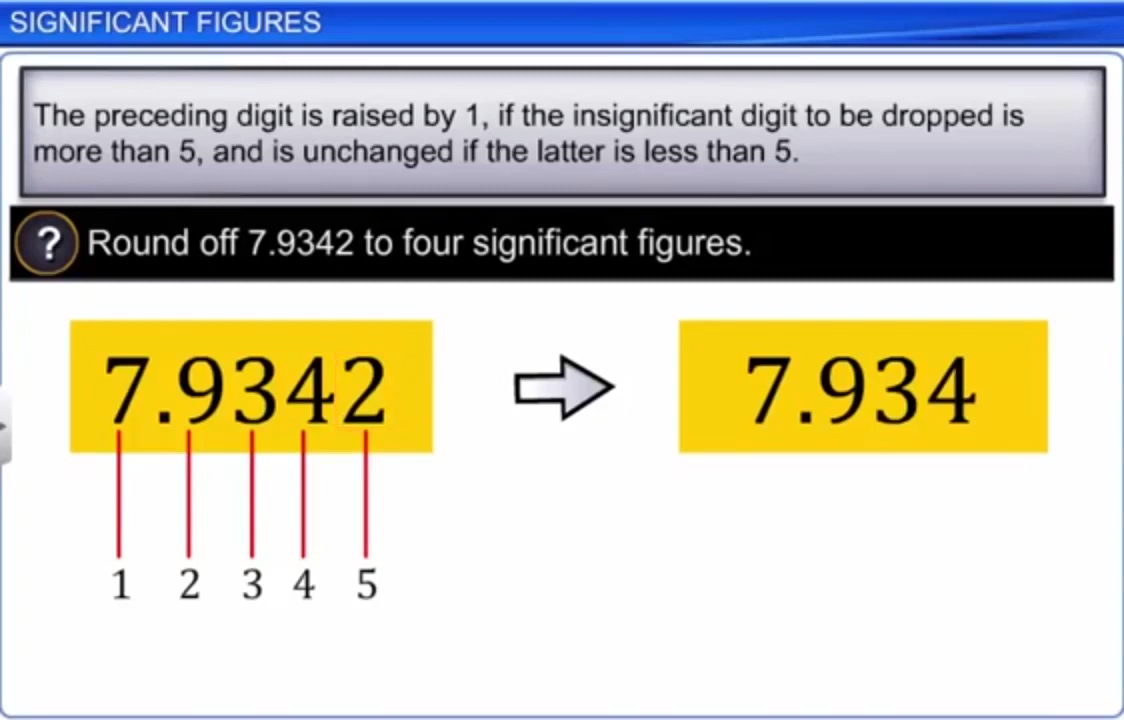 SIGNIFICANT FIGURES
The preceding digit is raised by 1, if the insignificant digit to be dropped is
more than 5, and is unchanged if the latter is less than 5.
? Round off 7.9342 to four significant figures.
7.9342 7.934
1 2 3 4 5